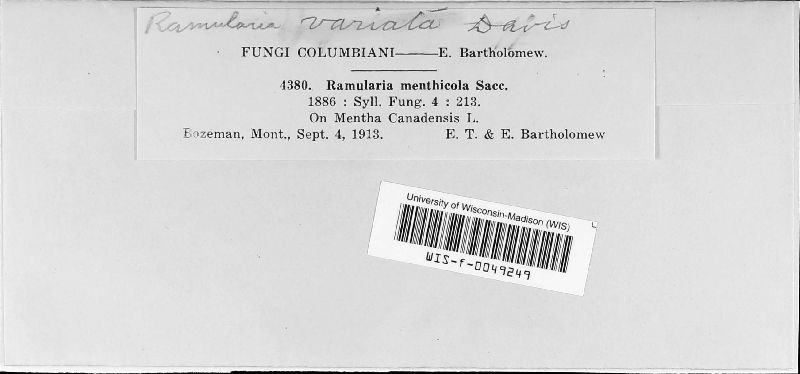 Ramularia variata Davis
FUNGI COLUMBIANI——E. Bartholomew.
4380. Ramularia menthicola Sacc.
1886 : Syll. Fung. 4 : 213.
On Mentha Canadensis L.
Bozeman, Mont., Sept. 4, 1913. E. T. & E. Bartholomew
University of Wisconsin-Madison (WIS)
WIS-f-0049249